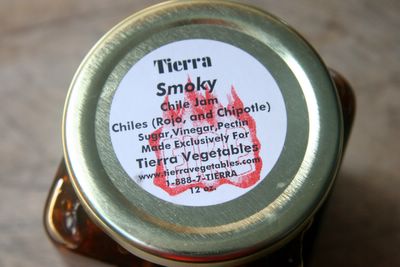 Tierra
Smoky
Chile Jam
Chiles (Rojo, and Chipotle)
Sugar,Vinegar,Pectin
Made Exclusively For
Tierra Vegetables
www.tierravegetables.com
1-888-7-TIERRA
12 oz.